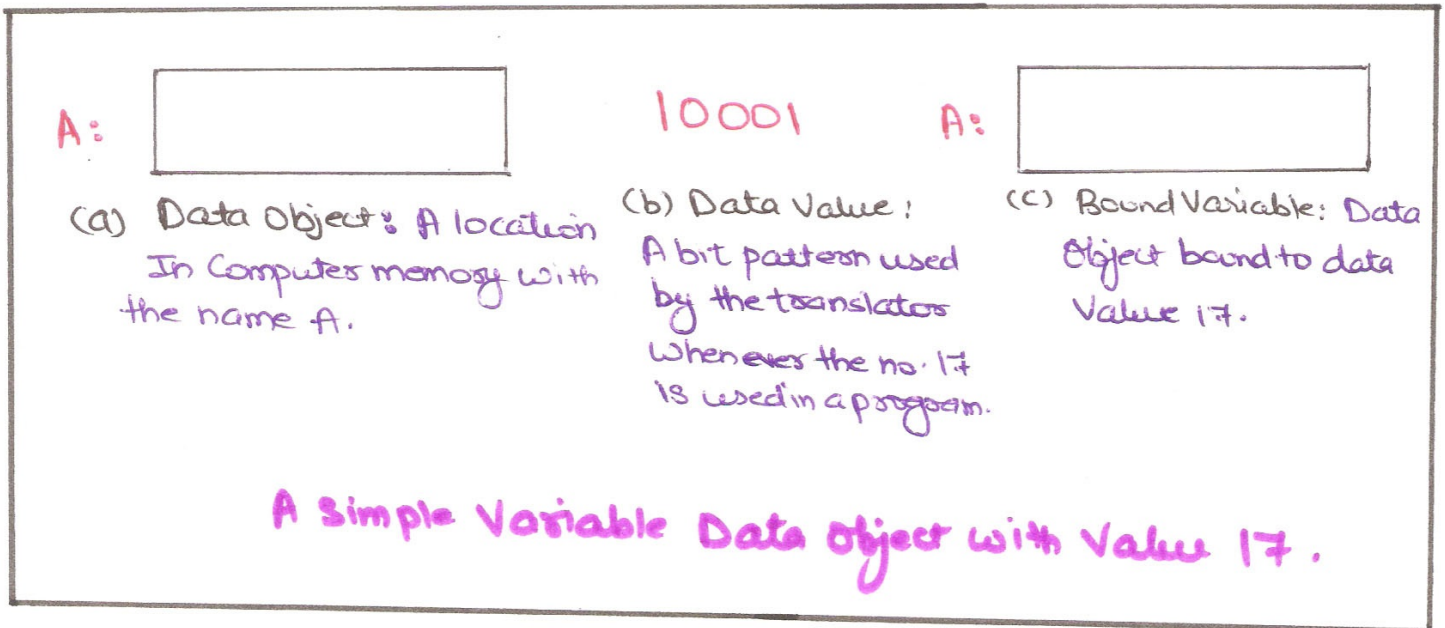 A:
10001
A:
(a) Data Object: A location
In Computer memory with
the name A.
(b) Data Value:
A bit pattern used
by the translator
whenever the no. 17
is used in a program.
(c) Bound Variable: Data
Object bound to data
Value 17.
A Simple Variable Data Object with Value 17.